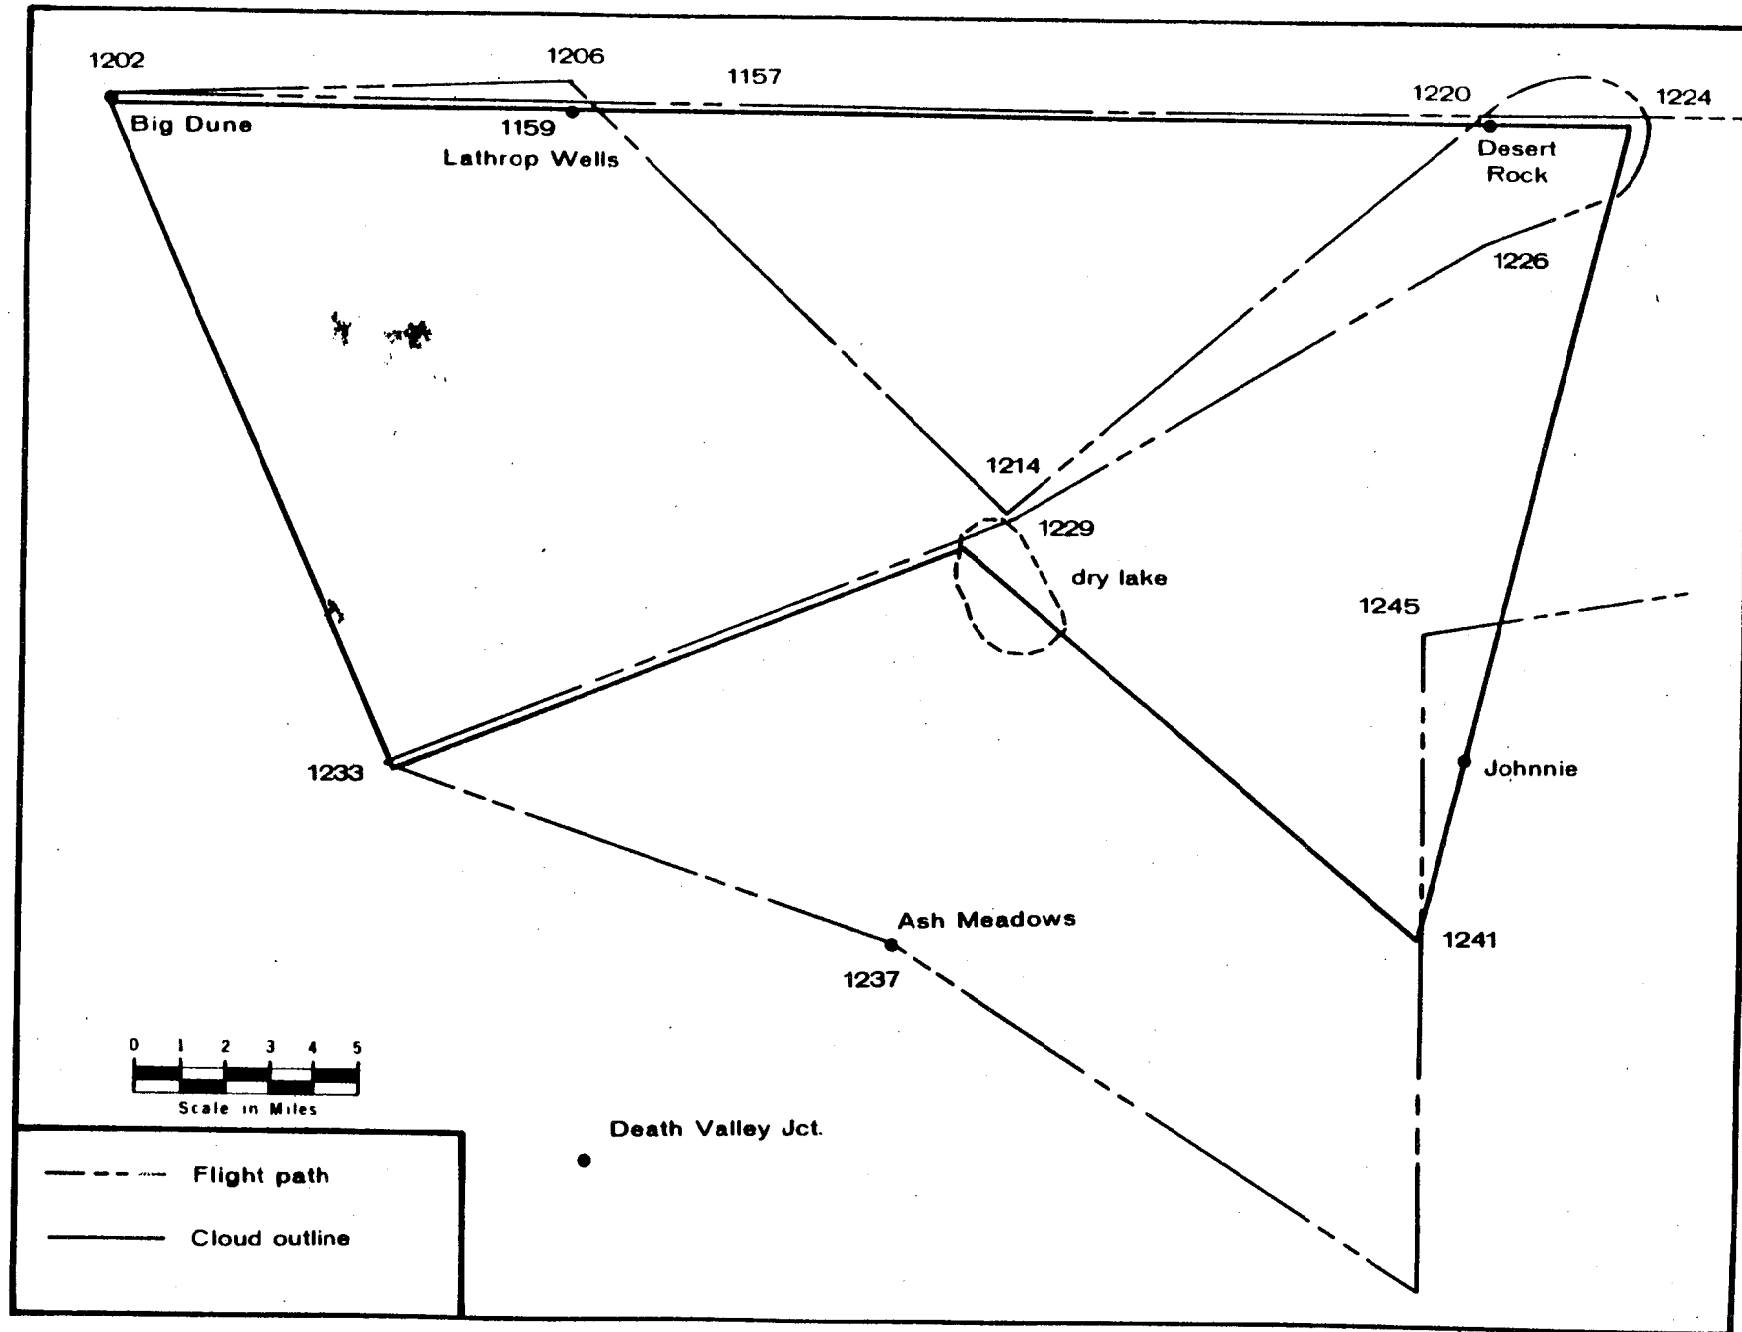 1202
1206
1157
1220
1224
Big Dune
1159
Lathrop Wells
Desert
Rock
1226
1214
1229
dry lake
1245
1233
Johnnie
Ash Meadows
1241
1237
0 1 2 3 4 5
Scale in Miles
Death Valley Jct.
Flight path
Cloud outline